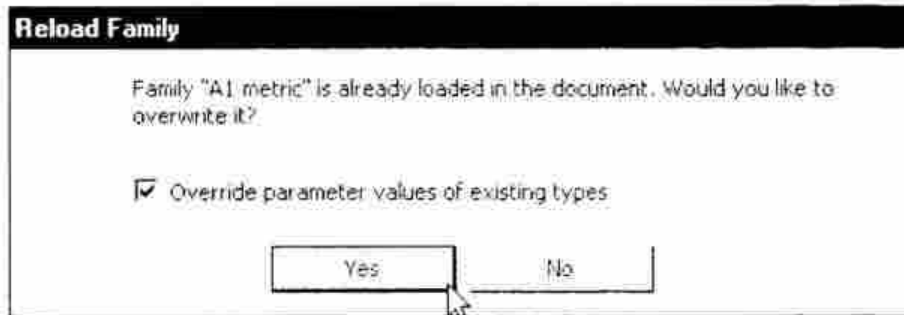 Reload Family
Family "A1 metric" is already loaded in the document. Would you like to
overwrite it?
Override parameter values of existing types
Yes
No